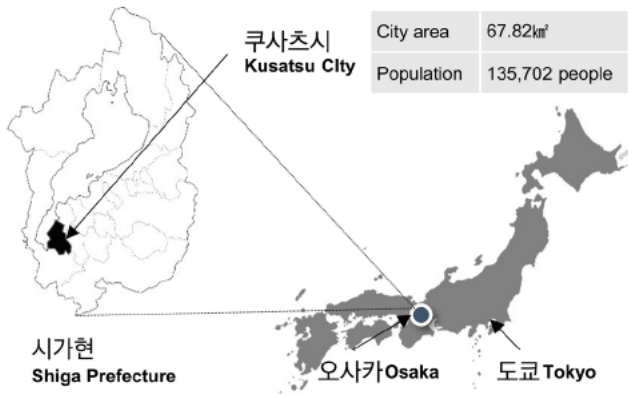 쿠사츠시
Kusatsu CIty
City area 67.82㎢
Population 135,702 people
시가현
Shiga Prefecture
오사카Osaka
도쿄Tokyo